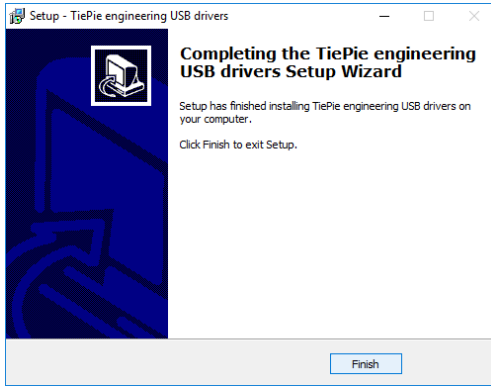 Setup - TiePie engineering USB drivers
Completing the TiePie engineering
USB drivers Setup Wizard
Setup has finished installing TiePie engineering USB drivers on
your computer.
Click Finish to exit Setup.
Finish